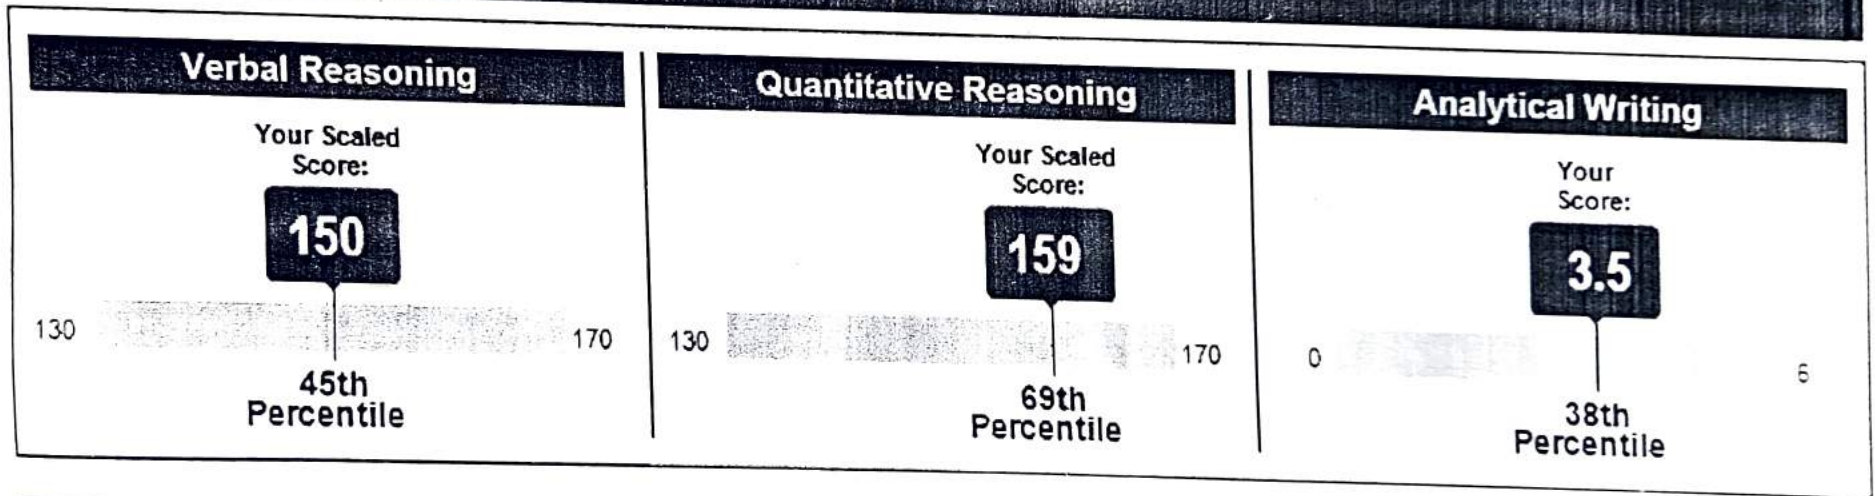 Verbal Reasoning
Your Scaled
Score:
150
130
170
45th
Percentile
Quantitative Reasoning
Your Scaled
Score:
159
130
170
69th
Percentile
Analytical Writing
Your
Score:
3.5
0
6
38th
Percentile